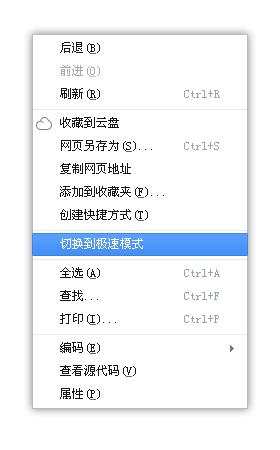 后退(B)
前进(O)
刷新(R) Ctrl+R
收藏到云盘
网页另存为(S)... Ctrl+S
复制网页地址
添加到收藏夹(F)...
创建快捷方式(T)
切换到极速模式
全选(A) Ctrl+A
查找... Ctrl+F
打印(I)... Ctrl+P
编码(E)
查看源代码(V)
属性(P)